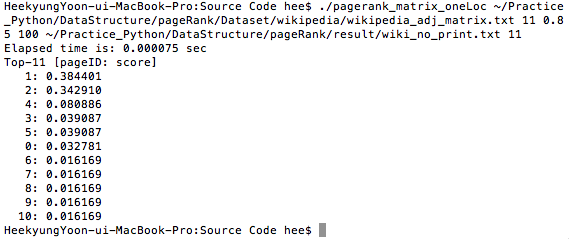 HeekyungYoon-ui-MacBook-Pro:Source Code hee$ ./pagerank_matrix_oneLoc ~/Practice
_Python/DataStructure/pageRank/Dataset/wikipedia/wikipedia_adj_matrix.txt 11 0.8
5 100 ~/Practice_Python/DataStructure/pageRank/result/wiki_no_print.txt 11
Elapsed time is: 0.000075 sec
Top-11 [pageID: score]
1: 0.384401
2: 0.342910
4: 0.080886
3: 0.039087
5: 0.039087
0: 0.032781
6: 0.016169
7: 0.016169
8: 0.016169
9: 0.016169
10: 0.016169
HeekyungYoon-ui-MacBook-Pro:Source Code hee$